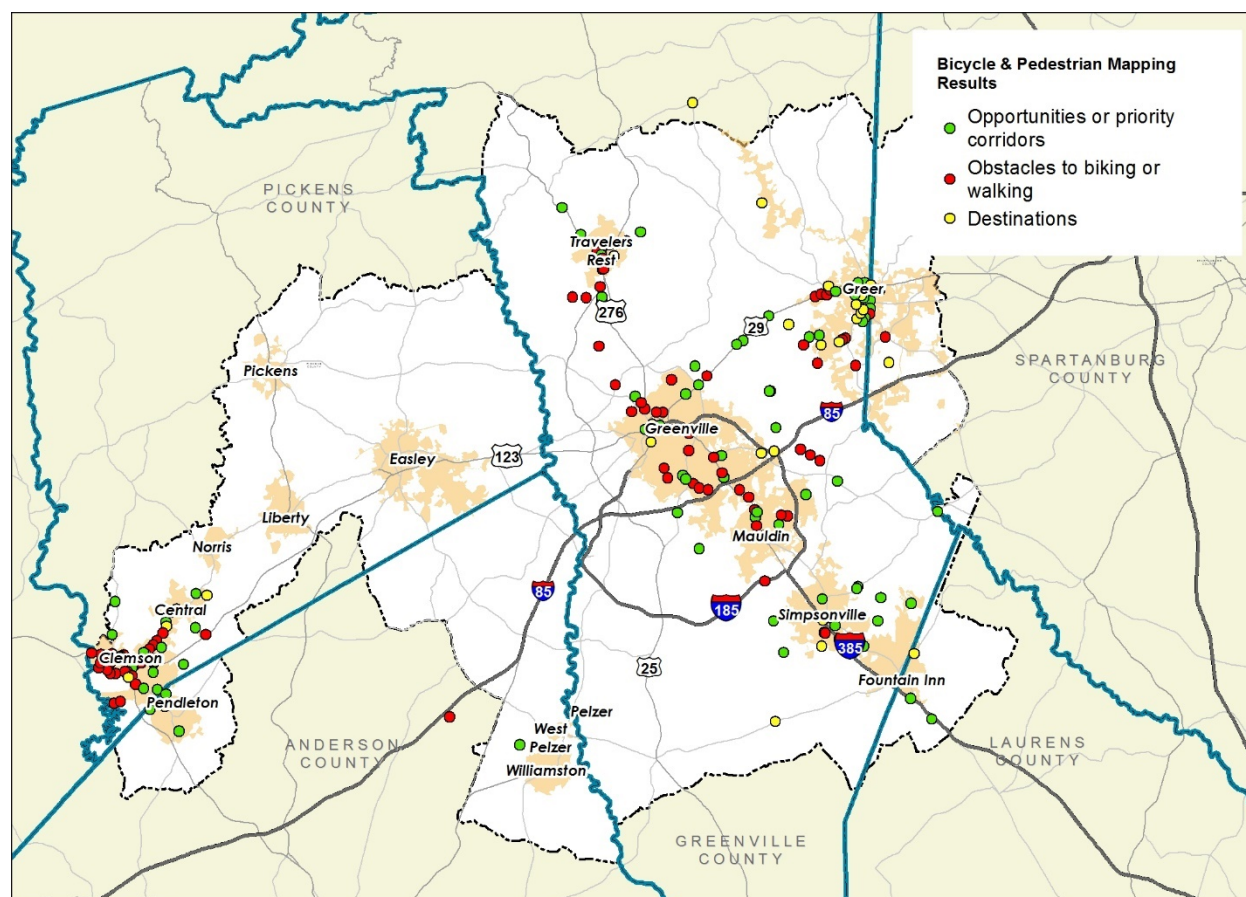 Bicycle & Pedestrian Mapping
Results
Opportunities or priority
corridors
Obstacles to biking or
walking
Destinations
PICKENS
COUNTY
Travelers
Rest
276
Greer
29
SPARTANBURG
COUNTY
Pickens
85
Greenville
Easley
123
Liberty
Mauldin
Norris
85
185
Central
Simpsonville
385
Clemson
25
Fountain Inn
Pendleton
Pelzer
West
Pelzer
ANDERSON
COUNTY
LAURENS
COUNTY
Williamston
GREENVILLE
COUNTY